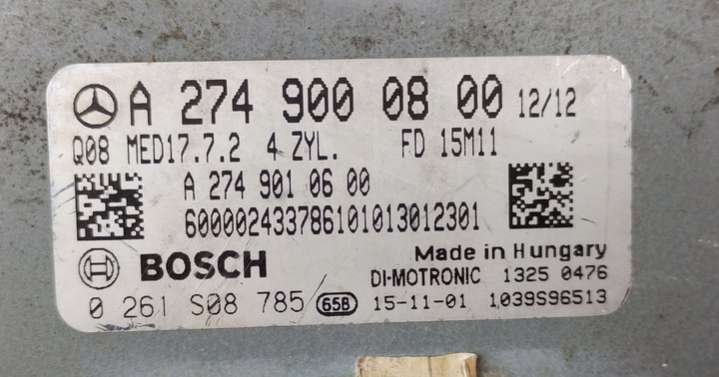 A 274 900 08 00 12/12
Q08 MED17.7.2 4 ZYL. FD 15M11
A 274 901 06 00
600002433786101013012301
Made in Hungary
BOSCH DI-MOTRONIC 1325 0476
0 261 S08 785 65B 15-11-01 1039S96513